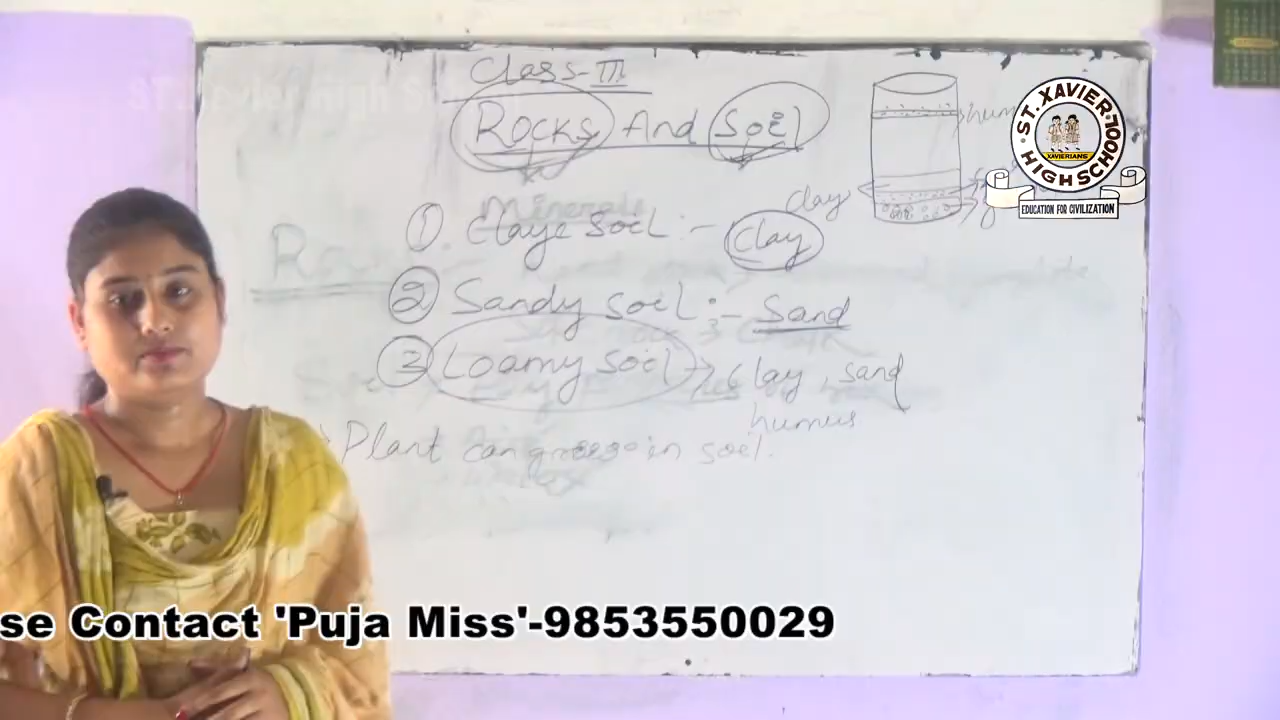 Class-III
Rocks And Soil
hum
clay
Minerals
① Claye Soil :- Clay
② Sandy soil :- Sand
③ Loamy soil → Clay, sand
humus
Plant can grow in soil.
ST. XAVIER HIGH SCHOOL
XAVIERIANS
EDUCATION FOR CIVILIZATION
se Contact 'Puja Miss'-9853550029